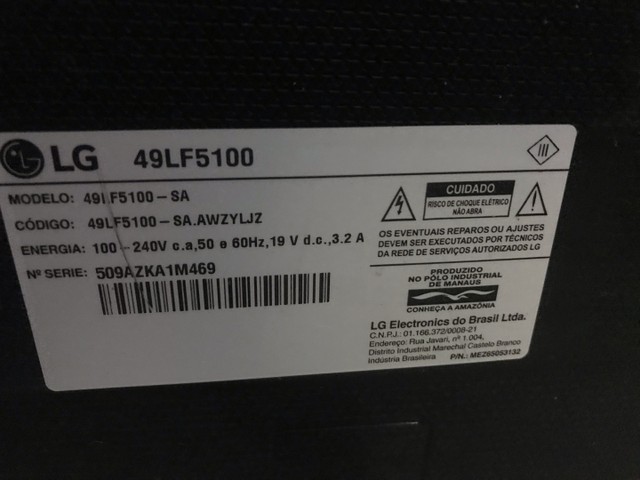 LG 49LF5100
MODELO: 49LF5100-SA
CÓDIGO: 49LF5100-SA.AWZYLJZ
ENERGIA: 100-240V c.a,50 e 60Hz,19 V d.c.,3.2 A
Nº SERIE: 509AZKA1M469
CUIDADO
RISCO DE CHOQUE ELÉTRICO
NÃO ABRA
OS EVENTUAIS REPAROS OU AJUSTES
DEVEM SER EXECUTADOS POR TÉCNICOS
DA REDE DE SERVIÇOS AUTORIZADOS LG
PRODUZIDO
NO PÓLO INDUSTRIAL
DE MANAUS
CONHEÇA A AMAZÔNIA
LG Electronics do Brasil Ltda.
C.N.P.J.: 01.166.372/0008-21
Endereço: Rua Javari, nº 1.004,
Distrito Industrial Marechal Castelo Branco
Indústria Brasileira P/N.: MEZ65053132